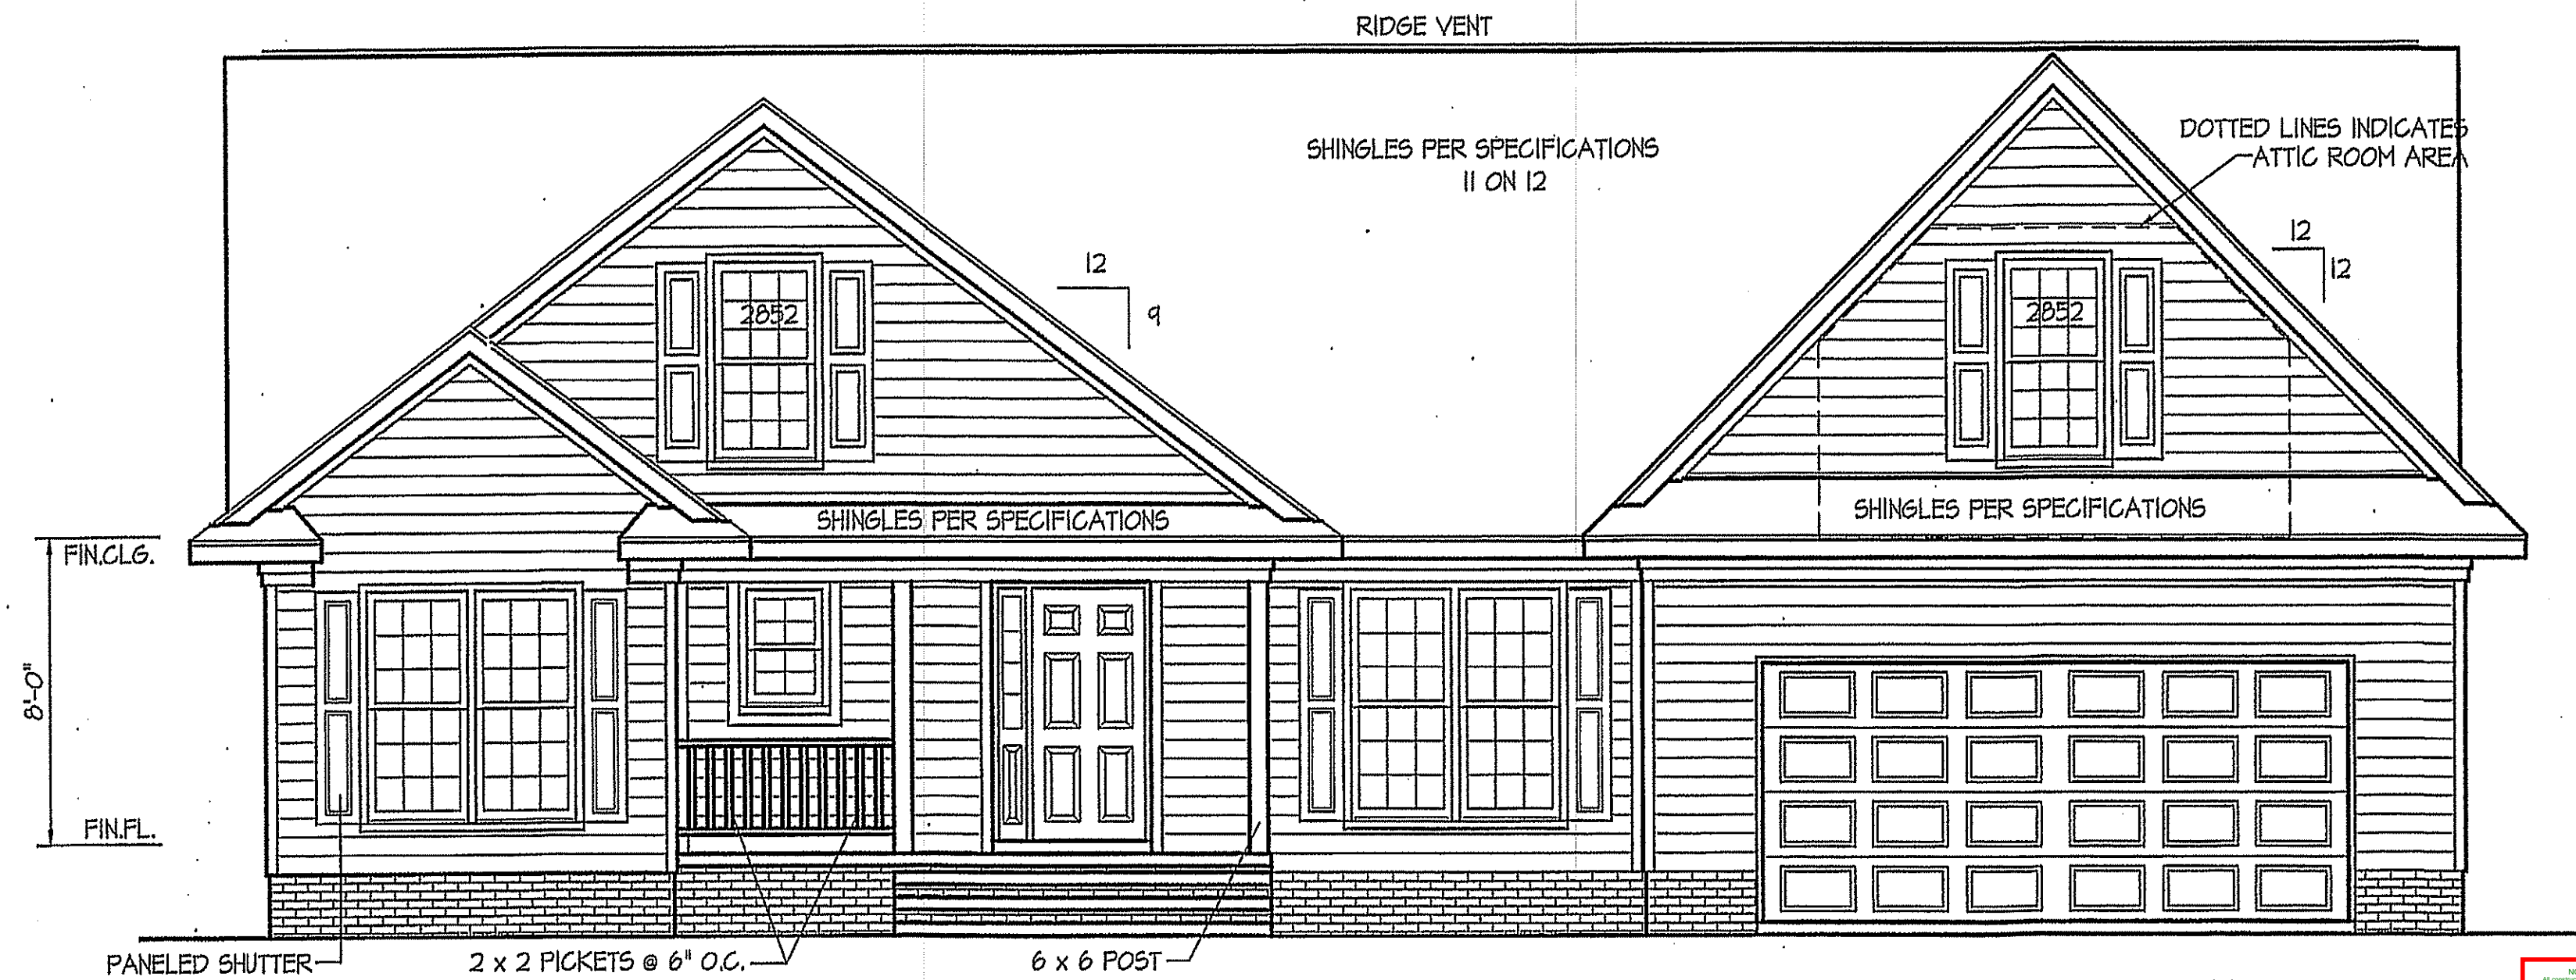 RIDGE VENT
SHINGLES PER SPECIFICATIONS
11 ON 12
DOTTED LINES INDICATES
ATTIC ROOM AREA
12
9
12
12
2852
2852
SHINGLES PER SPECIFICATIONS
SHINGLES PER SPECIFICATIONS
FIN.CLG.
8'-0"
FIN.FL.
PANELED SHUTTER
2 x 2 PICKETS @ 6" O.C.
6 x 6 POST